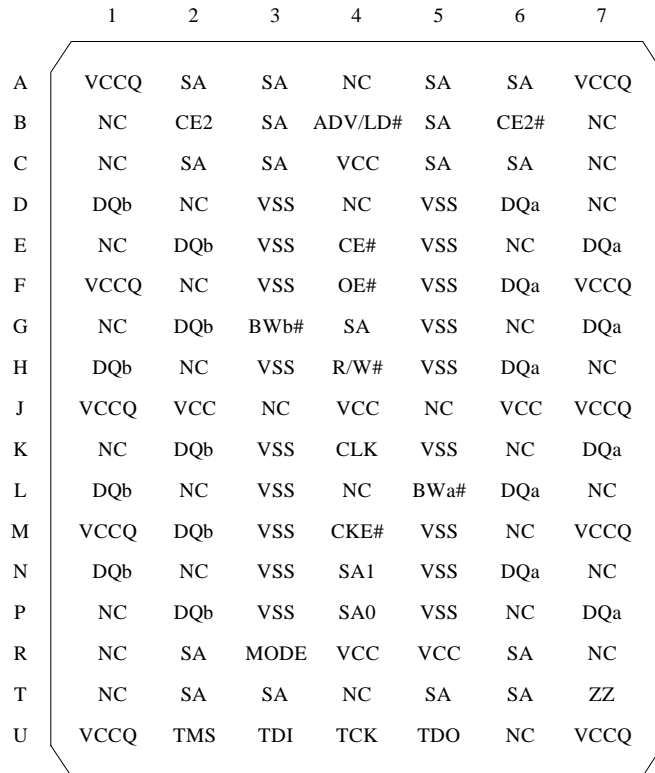 1 2 3 4 5 6 7
A VCCQ SA SA NC SA SA VCCQ
B NC CE2 SA ADV/LD# SA CE2# NC
C NC SA SA VCC SA SA NC
D DQb NC VSS NC VSS DQa NC
E NC DQb VSS CE# VSS NC DQa
F VCCQ NC VSS OE# VSS DQa VCCQ
G NC DQb BWb# SA VSS NC DQa
H DQb NC VSS R/W# VSS DQa NC
J VCCQ VCC NC VCC NC VCC VCCQ
K NC DQb VSS CLK VSS NC DQa
L DQb NC VSS NC BWa# DQa NC
M VCCQ DQb VSS CKE# VSS NC VCCQ
N DQb NC VSS SA1 VSS DQa NC
P NC DQb VSS SA0 VSS NC DQa
R NC SA MODE VCC VCC SA NC
T NC SA SA NC SA SA ZZ
U VCCQ TMS TDI TCK TDO NC VCCQ